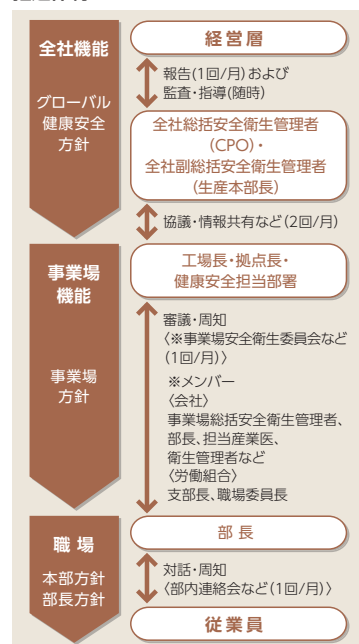 全社機能
グローバル
健康安全
方針
経営層
報告(1回/月)および
監査・指導(随時)
全社総括安全衛生管理者
(CPO)・
全社副総括安全衛生管理者
(生産本部長)
協議・情報共有など(2回/月)
事業場
機能
事業場
方針
工場長・拠点長・
健康安全担当部署
審議・周知
〈※事業場安全衛生委員会など
(1回/月)〉
※メンバー
〈会社〉
事業場総括安全衛生管理者、
部長、担当産業医、
衛生管理者など
〈労働組合〉
支部長、職場委員長
職場
本部方針
部長方針
部長
対話・周知
〈部内連絡会など(1回/月)〉
従業員